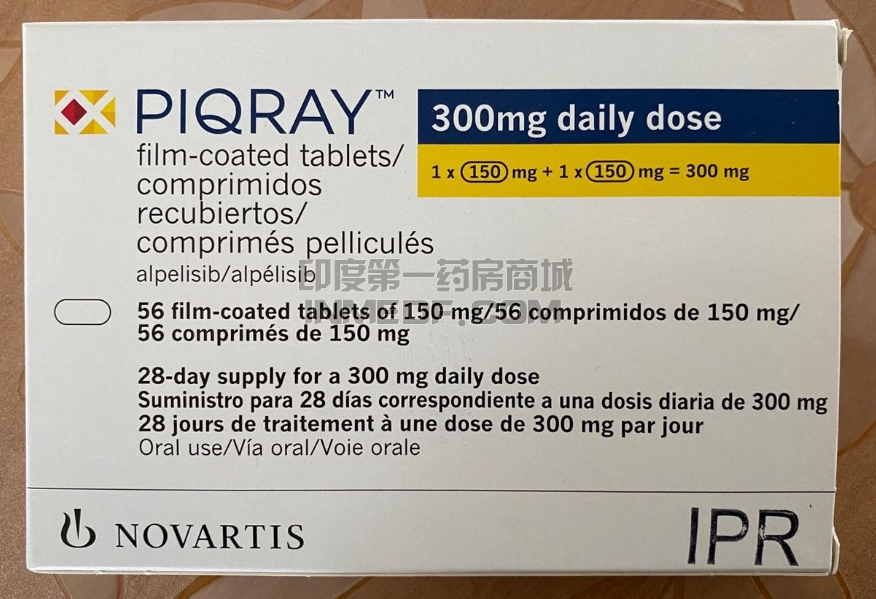 PIQRAY™
film-coated tablets/
comprimidos
recubiertos/
comprimés pelliculés
alpelisib/alpélisib
300mg daily dose
1 x 150 mg + 1 x 150 mg = 300 mg
印度第一药房商城
INMEDF.COM
56 film-coated tablets of 150 mg/56 comprimidos de 150 mg/
56 comprimés de 150 mg
28-day supply for a 300 mg daily dose
Suministro para 28 días correspondiente a una dosis diaria de 300 mg
28 jours de traitement à une dose de 300 mg par jour
Oral use/Vía oral/Voie orale
NOVARTIS
IPR